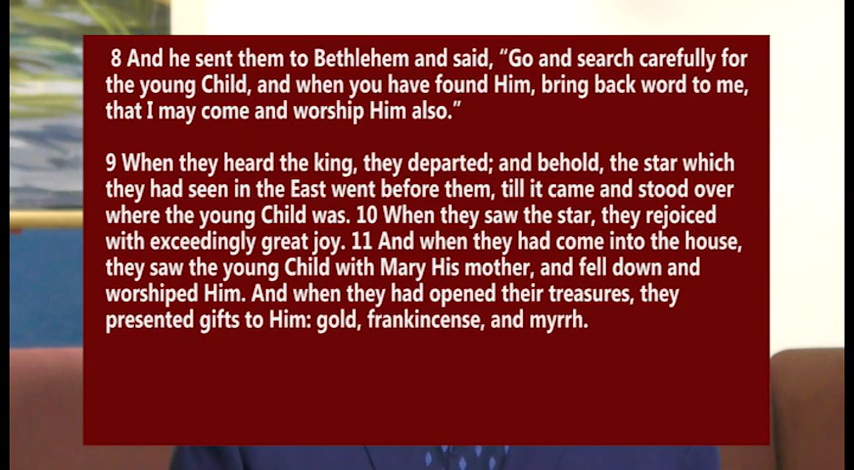 8 And he sent them to Bethlehem and said, “Go and search carefully for
the young Child, and when you have found Him, bring back word to me,
that I may come and worship Him also.”
9 When they heard the king, they departed; and behold, the star which
they had seen in the East went before them, till it came and stood over
where the young Child was. 10 When they saw the star, they rejoiced
with exceedingly great joy. 11 And when they had come into the house,
they saw the young Child with Mary His mother, and fell down and
worshiped Him. And when they had opened their treasures, they
presented gifts to Him: gold, frankincense, and myrrh.